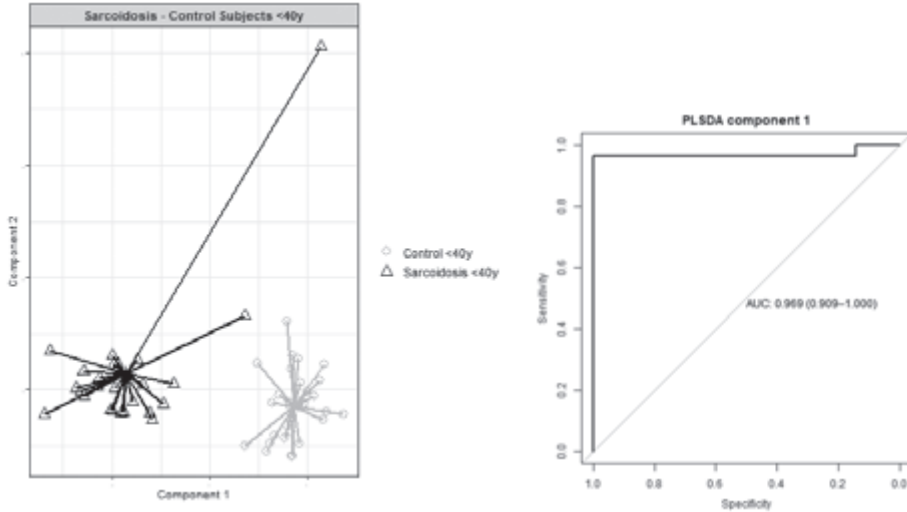 Sarcoidosis - Control Subjects <40y
Component 2
Component 1
Control <40y
Sarcoidosis <40y
PLSDA component 1
Sensitivity
1.0
0.8
0.6
0.4
0.2
0.0
AUC: 0.969 (0.909–1.000)
1.0 0.8 0.6 0.4 0.2 0.0
Specificity